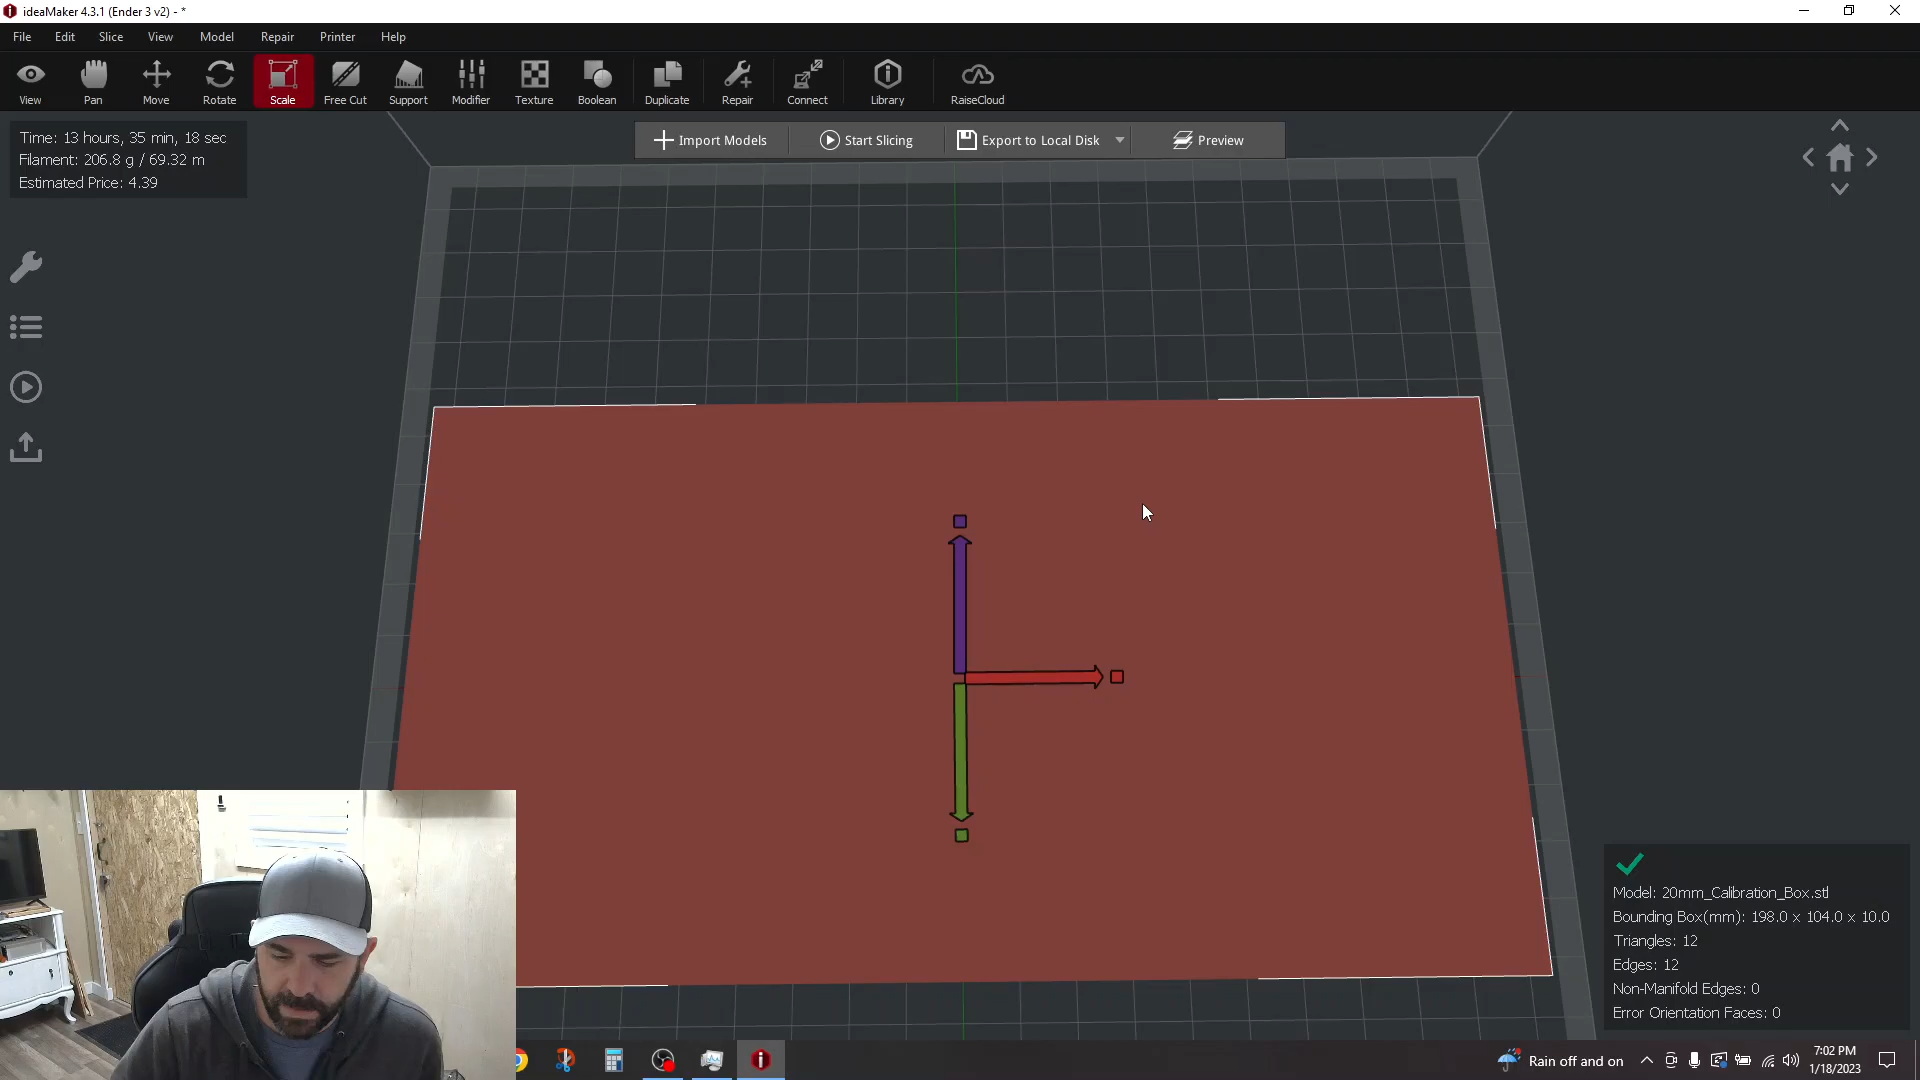 ideaMaker 4.3.1 (Ender 3 v2) - *
File Edit Slice View Model Repair Printer Help
View Pan Move Rotate Scale Free Cut Support Modifier Texture Boolean Duplicate Repair Connect Library RaiseCloud
Time: 13 hours, 35 min, 18 sec
Filament: 206.8 g / 69.32 m
Estimated Price: 4.39
Import Models Start Slicing Export to Local Disk Preview
Model: 20mm_Calibration_Box.stl
Bounding Box(mm): 198.0 x 104.0 x 10.0
Triangles: 12
Edges: 12
Non-Manifold Edges: 0
Error Orientation Faces: 0
Rain off and on
7:02 PM
1/18/2023